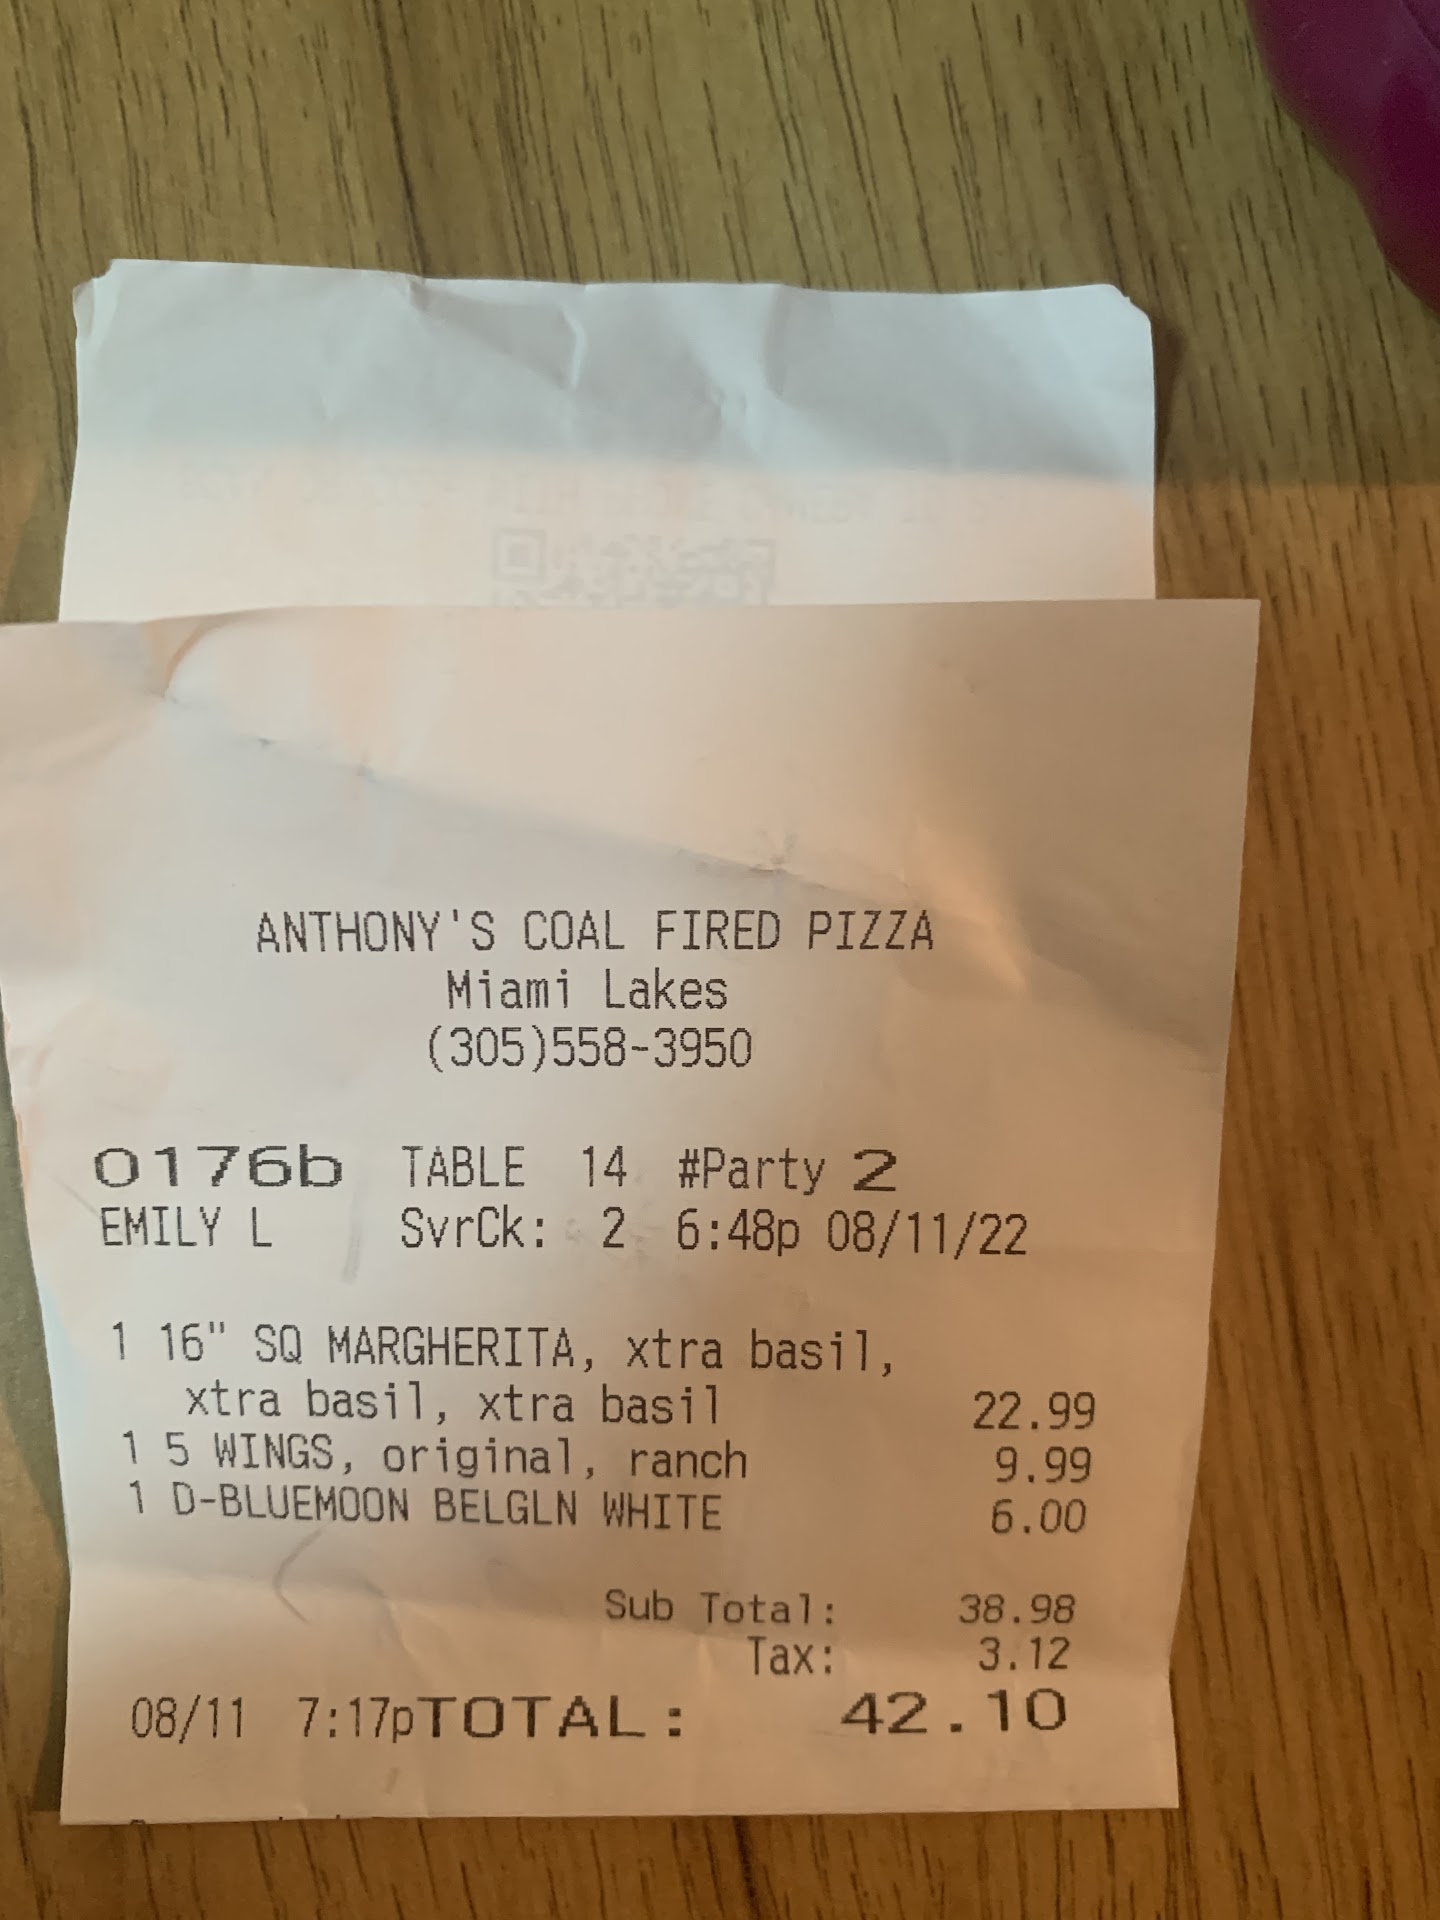 ANTHONY'S COAL FIRED PIZZA
Miami Lakes
(305)558-3950
0176b TABLE 14 #Party 2
EMILY L SvrCk: 2 6:48p 08/11/22
1 16" SQ MARGHERITA, xtra basil,
xtra basil, xtra basil 22.99
1 5 WINGS, original, ranch 9.99
1 D-BLUEMOON BELGLN WHITE 6.00
Sub Total: 38.98
Tax: 3.12
08/11 7:17pTOTAL: 42.10